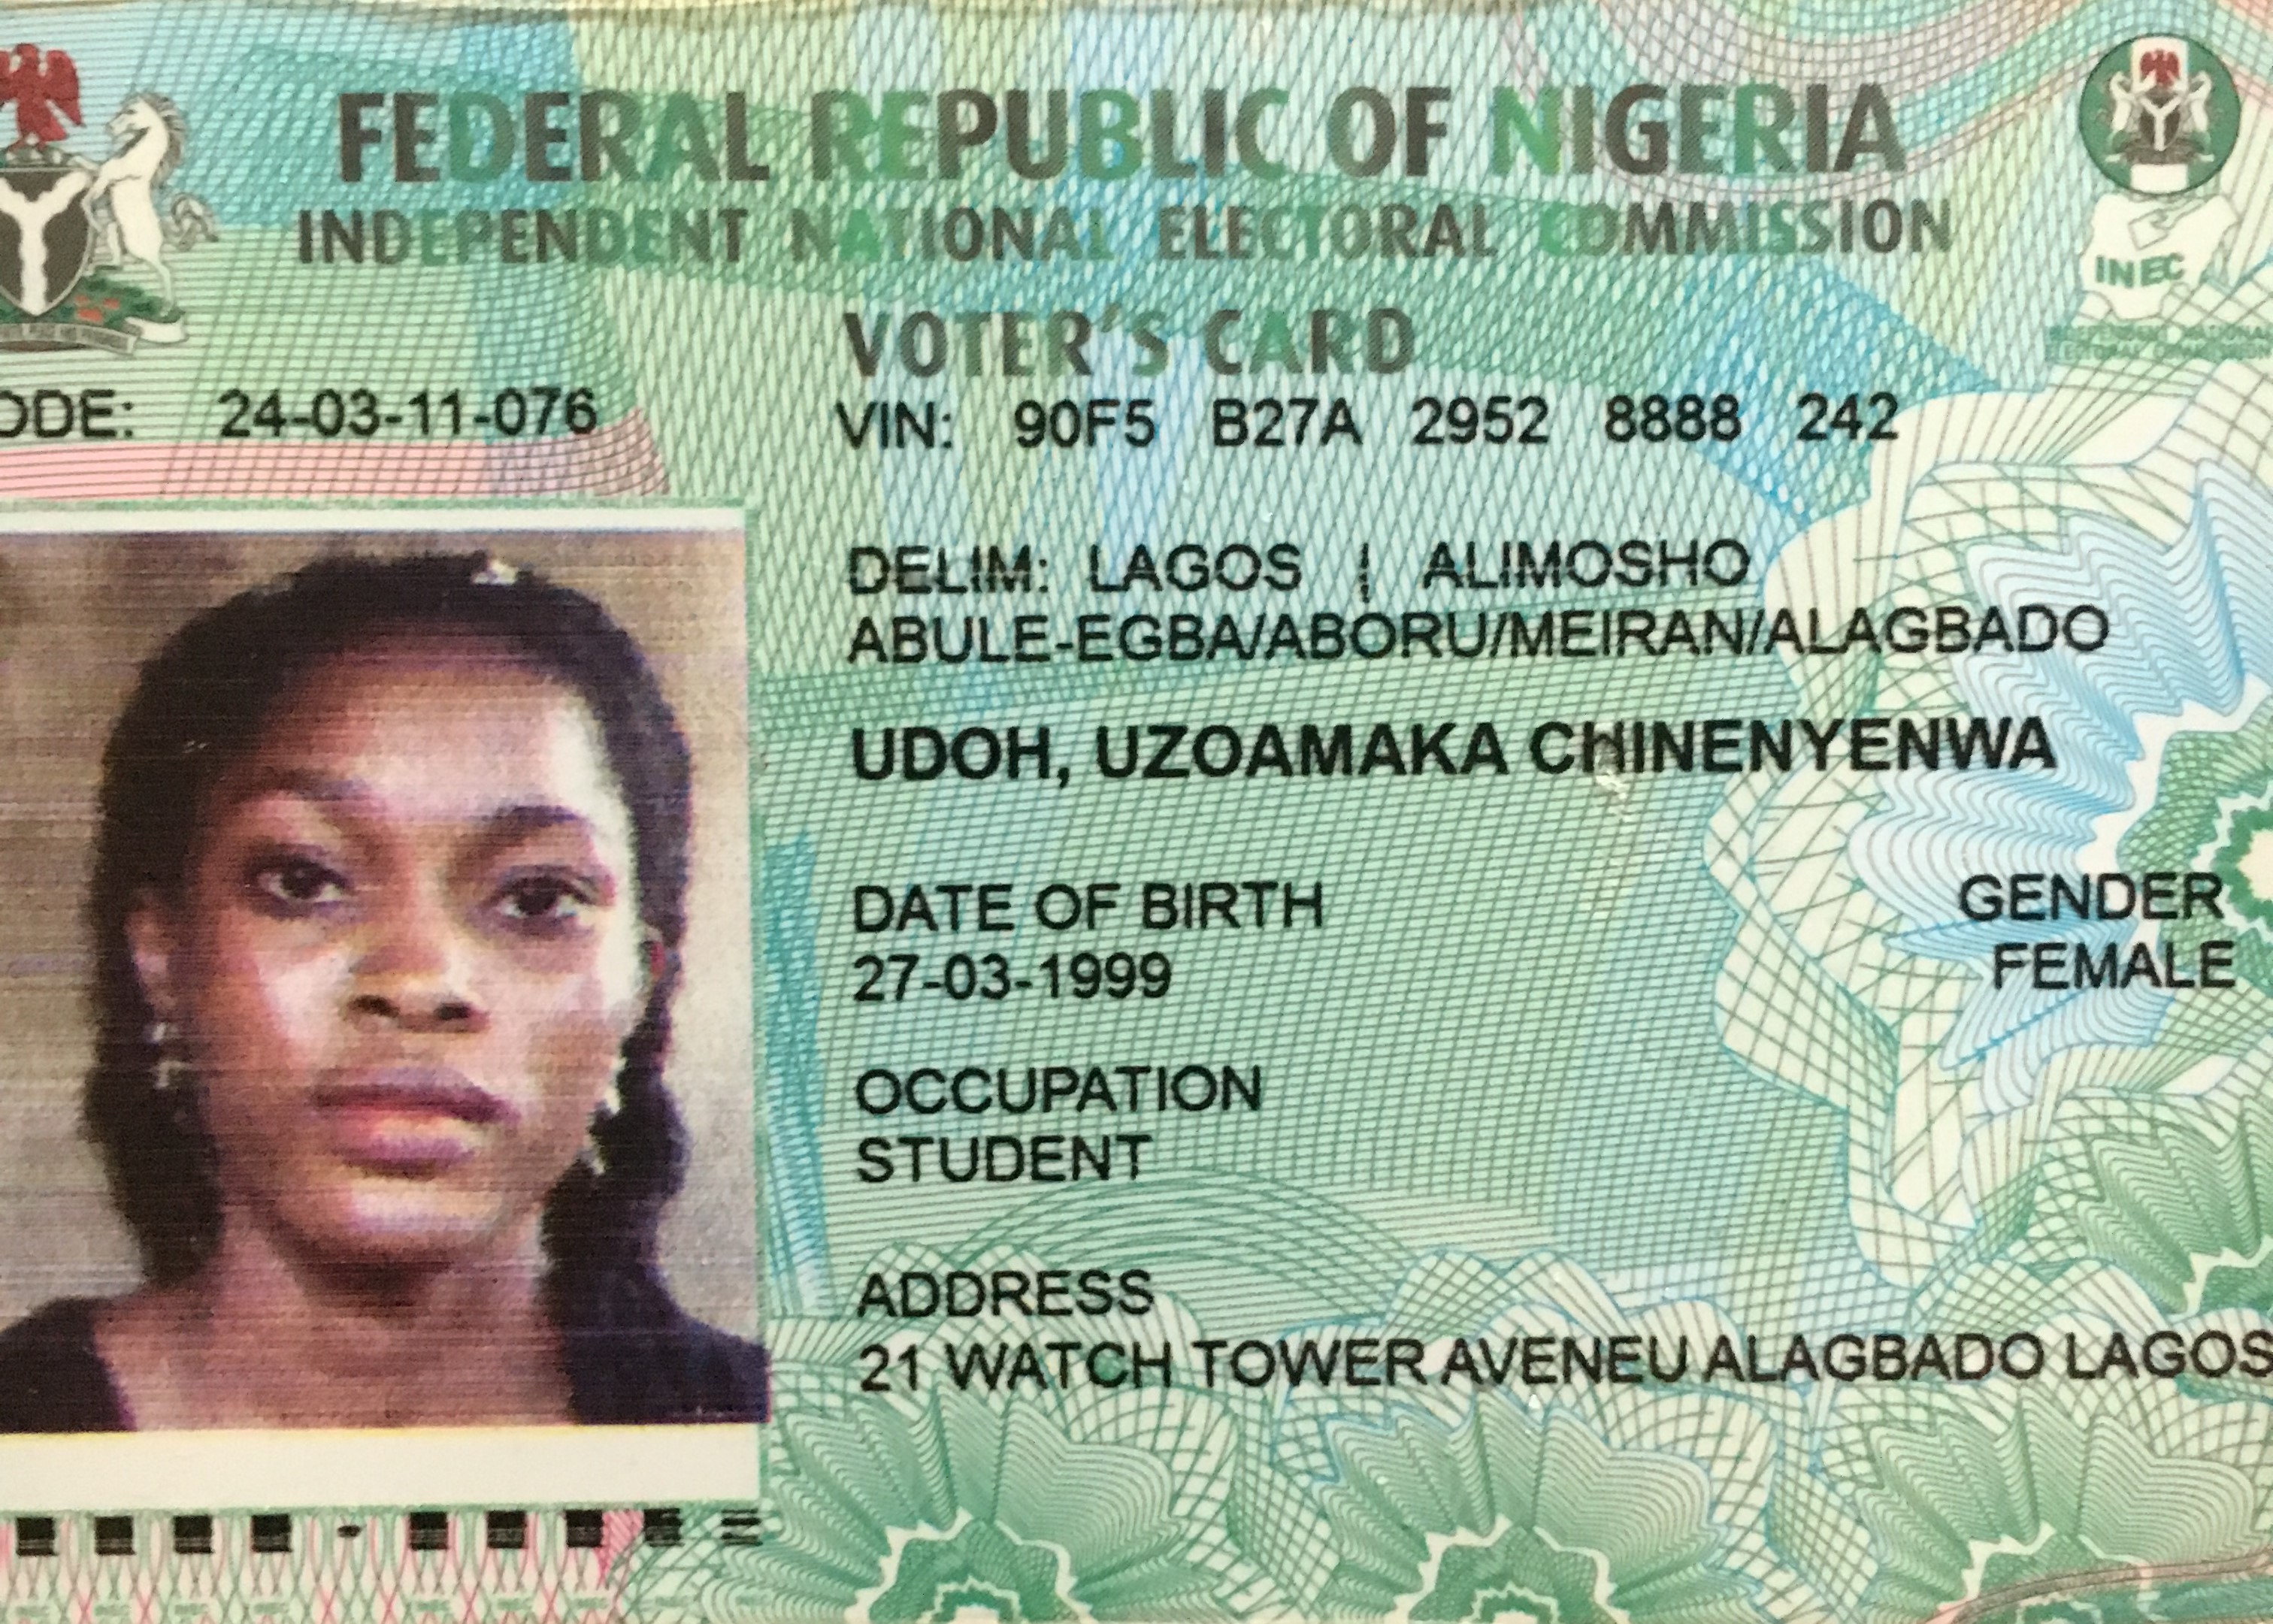 FEDERAL REPUBLIC OF NIGERIA
INDEPENDENT NATIONAL ELECTORAL COMMISSION
INEC
VOTER'S CARD
ODE: 24-03-11-076
VIN: 90F5 B27A 2952 8888 242
DELIM: LAGOS | ALIMOSHO
ABULE-EGBA/ABORU/MEIRAN/ALAGBADO
UDOH, UZOAMAKA CHINENYENWA
DATE OF BIRTH
27-03-1999
GENDER
FEMALE
OCCUPATION
STUDENT
ADDRESS
21 WATCH TOWER AVENEU ALAGBADO LAGOS